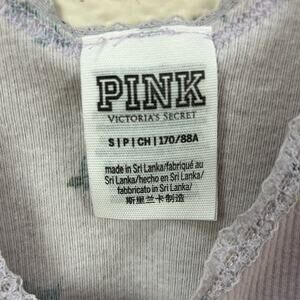 PINK
VICTORIA'S SECRET
S | P | CH | 170/88A
made in Sri Lanka/fabriqué au
Sri Lanka/hecho en Sri Lanka/
fabbricato in Sri Lanka/
斯里兰卡制造